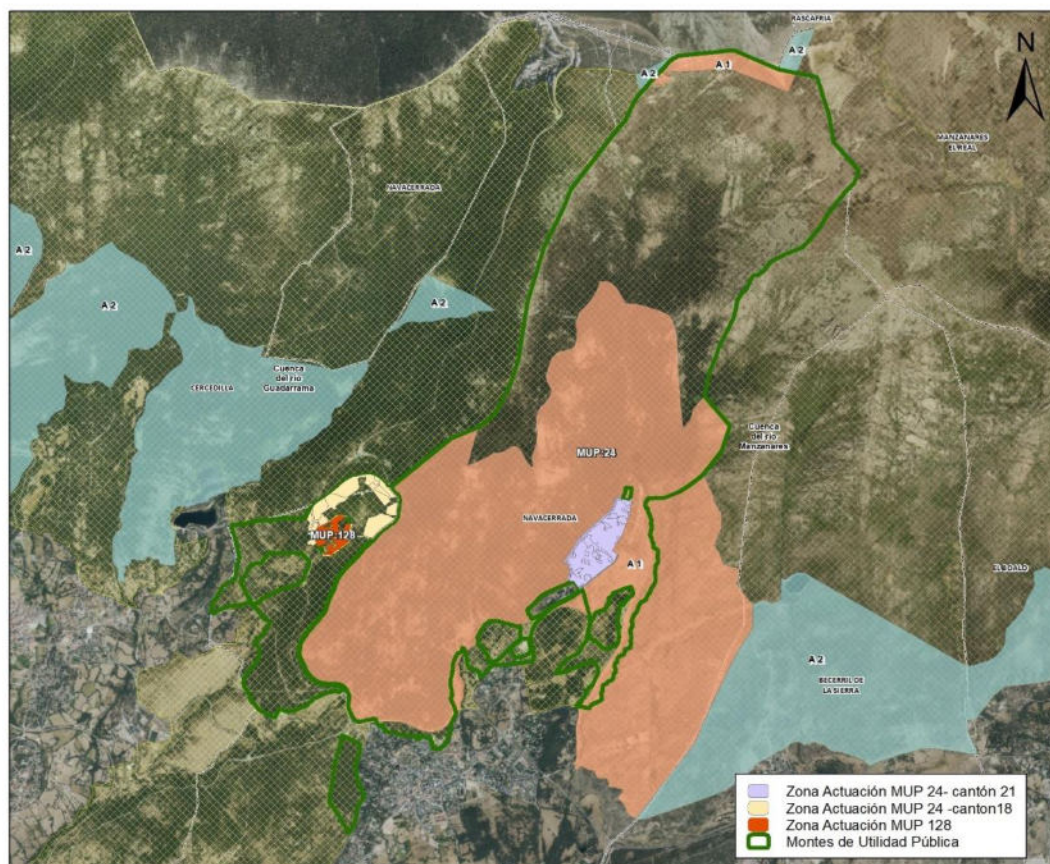 RASCAFRIA
A 2
A 1
A 2
N
MANZANARES
EL REAL
NAVACERRADA
A 2
A 2
A 2
CERCEDILLA
Cuenca
del río
Guadarrama
Cuenca
del río
Manzanares
MUP:24
NAVACERRADA
MUP:128
A 1
EL BOALO
A 2
BECERRIL DE
LA SIERRA
Zona Actuación MUP 24- cantón 21
Zona Actuación MUP 24 -canton18
Zona Actuación MUP 128
Montes de Utilidad Pública